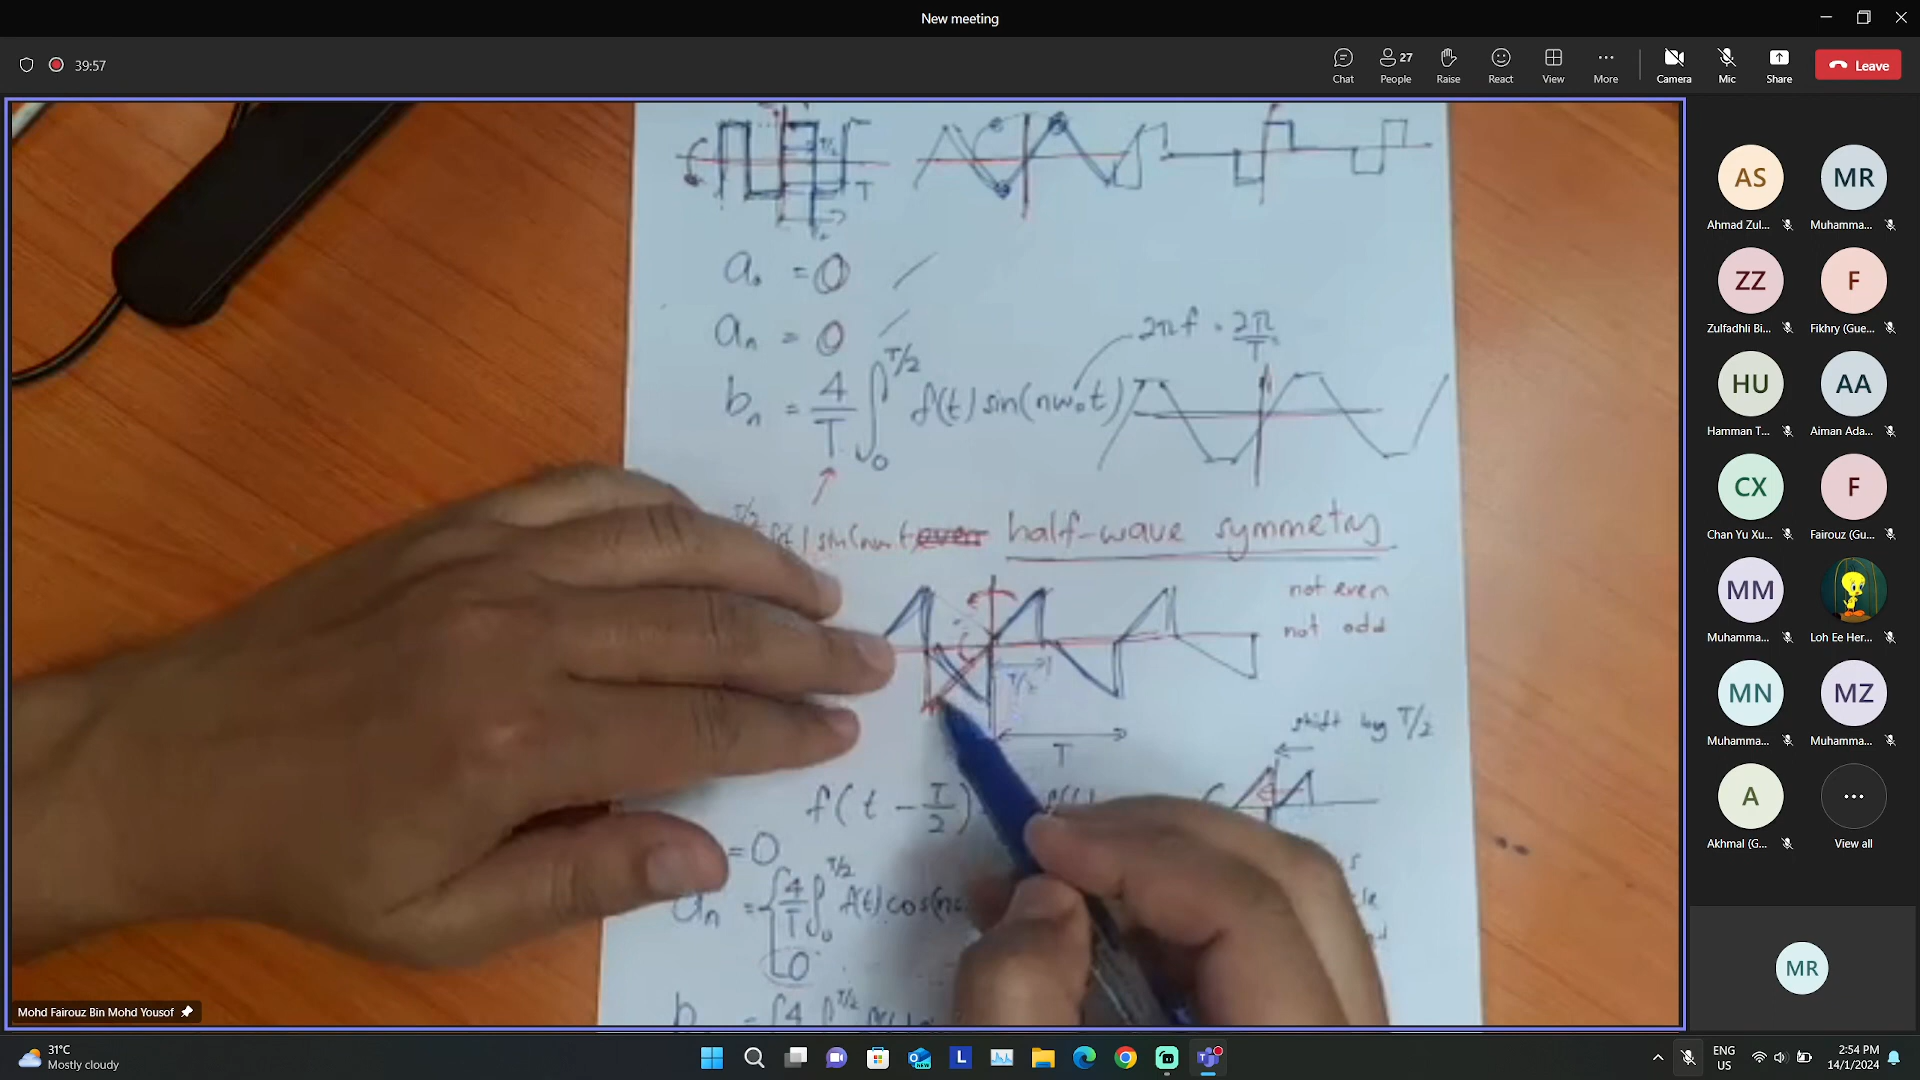 New meeting
39:57
Chat
27
People
Raise
React
View
More
Camera
Mic
Share
Leave
T/2
T
a₀ = 0
aₙ = 0
2πf = 2π/T
bₙ = 4/T ∫₀^T/2 f(t) sin(nω₀t)
half-wave symmetry
not even
not odd
T/2
T
shift by T/2
f(t - T/2)
= 0
aₙ = { 4/T ∫₀^T/2 f(t) cos(n
0
Mohd Fairouz Bin Mohd Yousof
AS
MR
Ahmad Zul...
Muhamma...
ZZ
F
Zulfadhli Bi...
Fikhry (Gue...
HU
AA
Hamman T...
Aiman Ada...
CX
F
Chan Yu Xu...
Fairouz (Gu...
MM
Muhamma...
Loh Ee Her...
MN
MZ
Muhamma...
Muhamma...
A
Akhmal (G...
View all
MR
31°C
Mostly cloudy
NEW
L
ENG
US
2:54 PM
14/1/2024